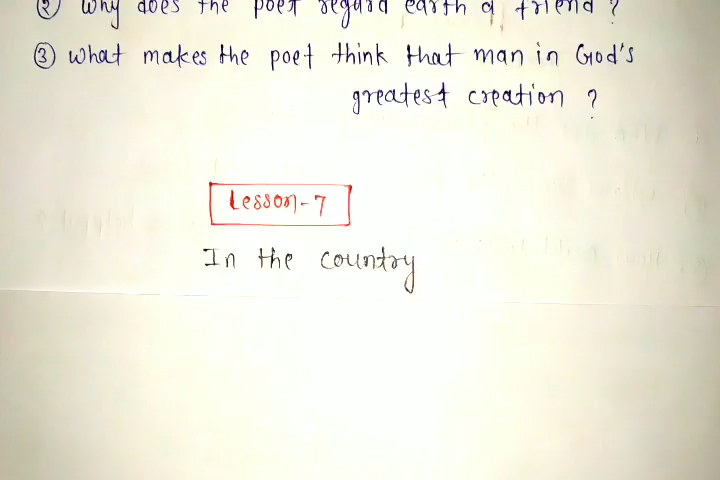 ② Why does the poet regard earth a friend ?
③ what makes the poet think that man in God's
greatest creation ?
Lesson-7
In the country